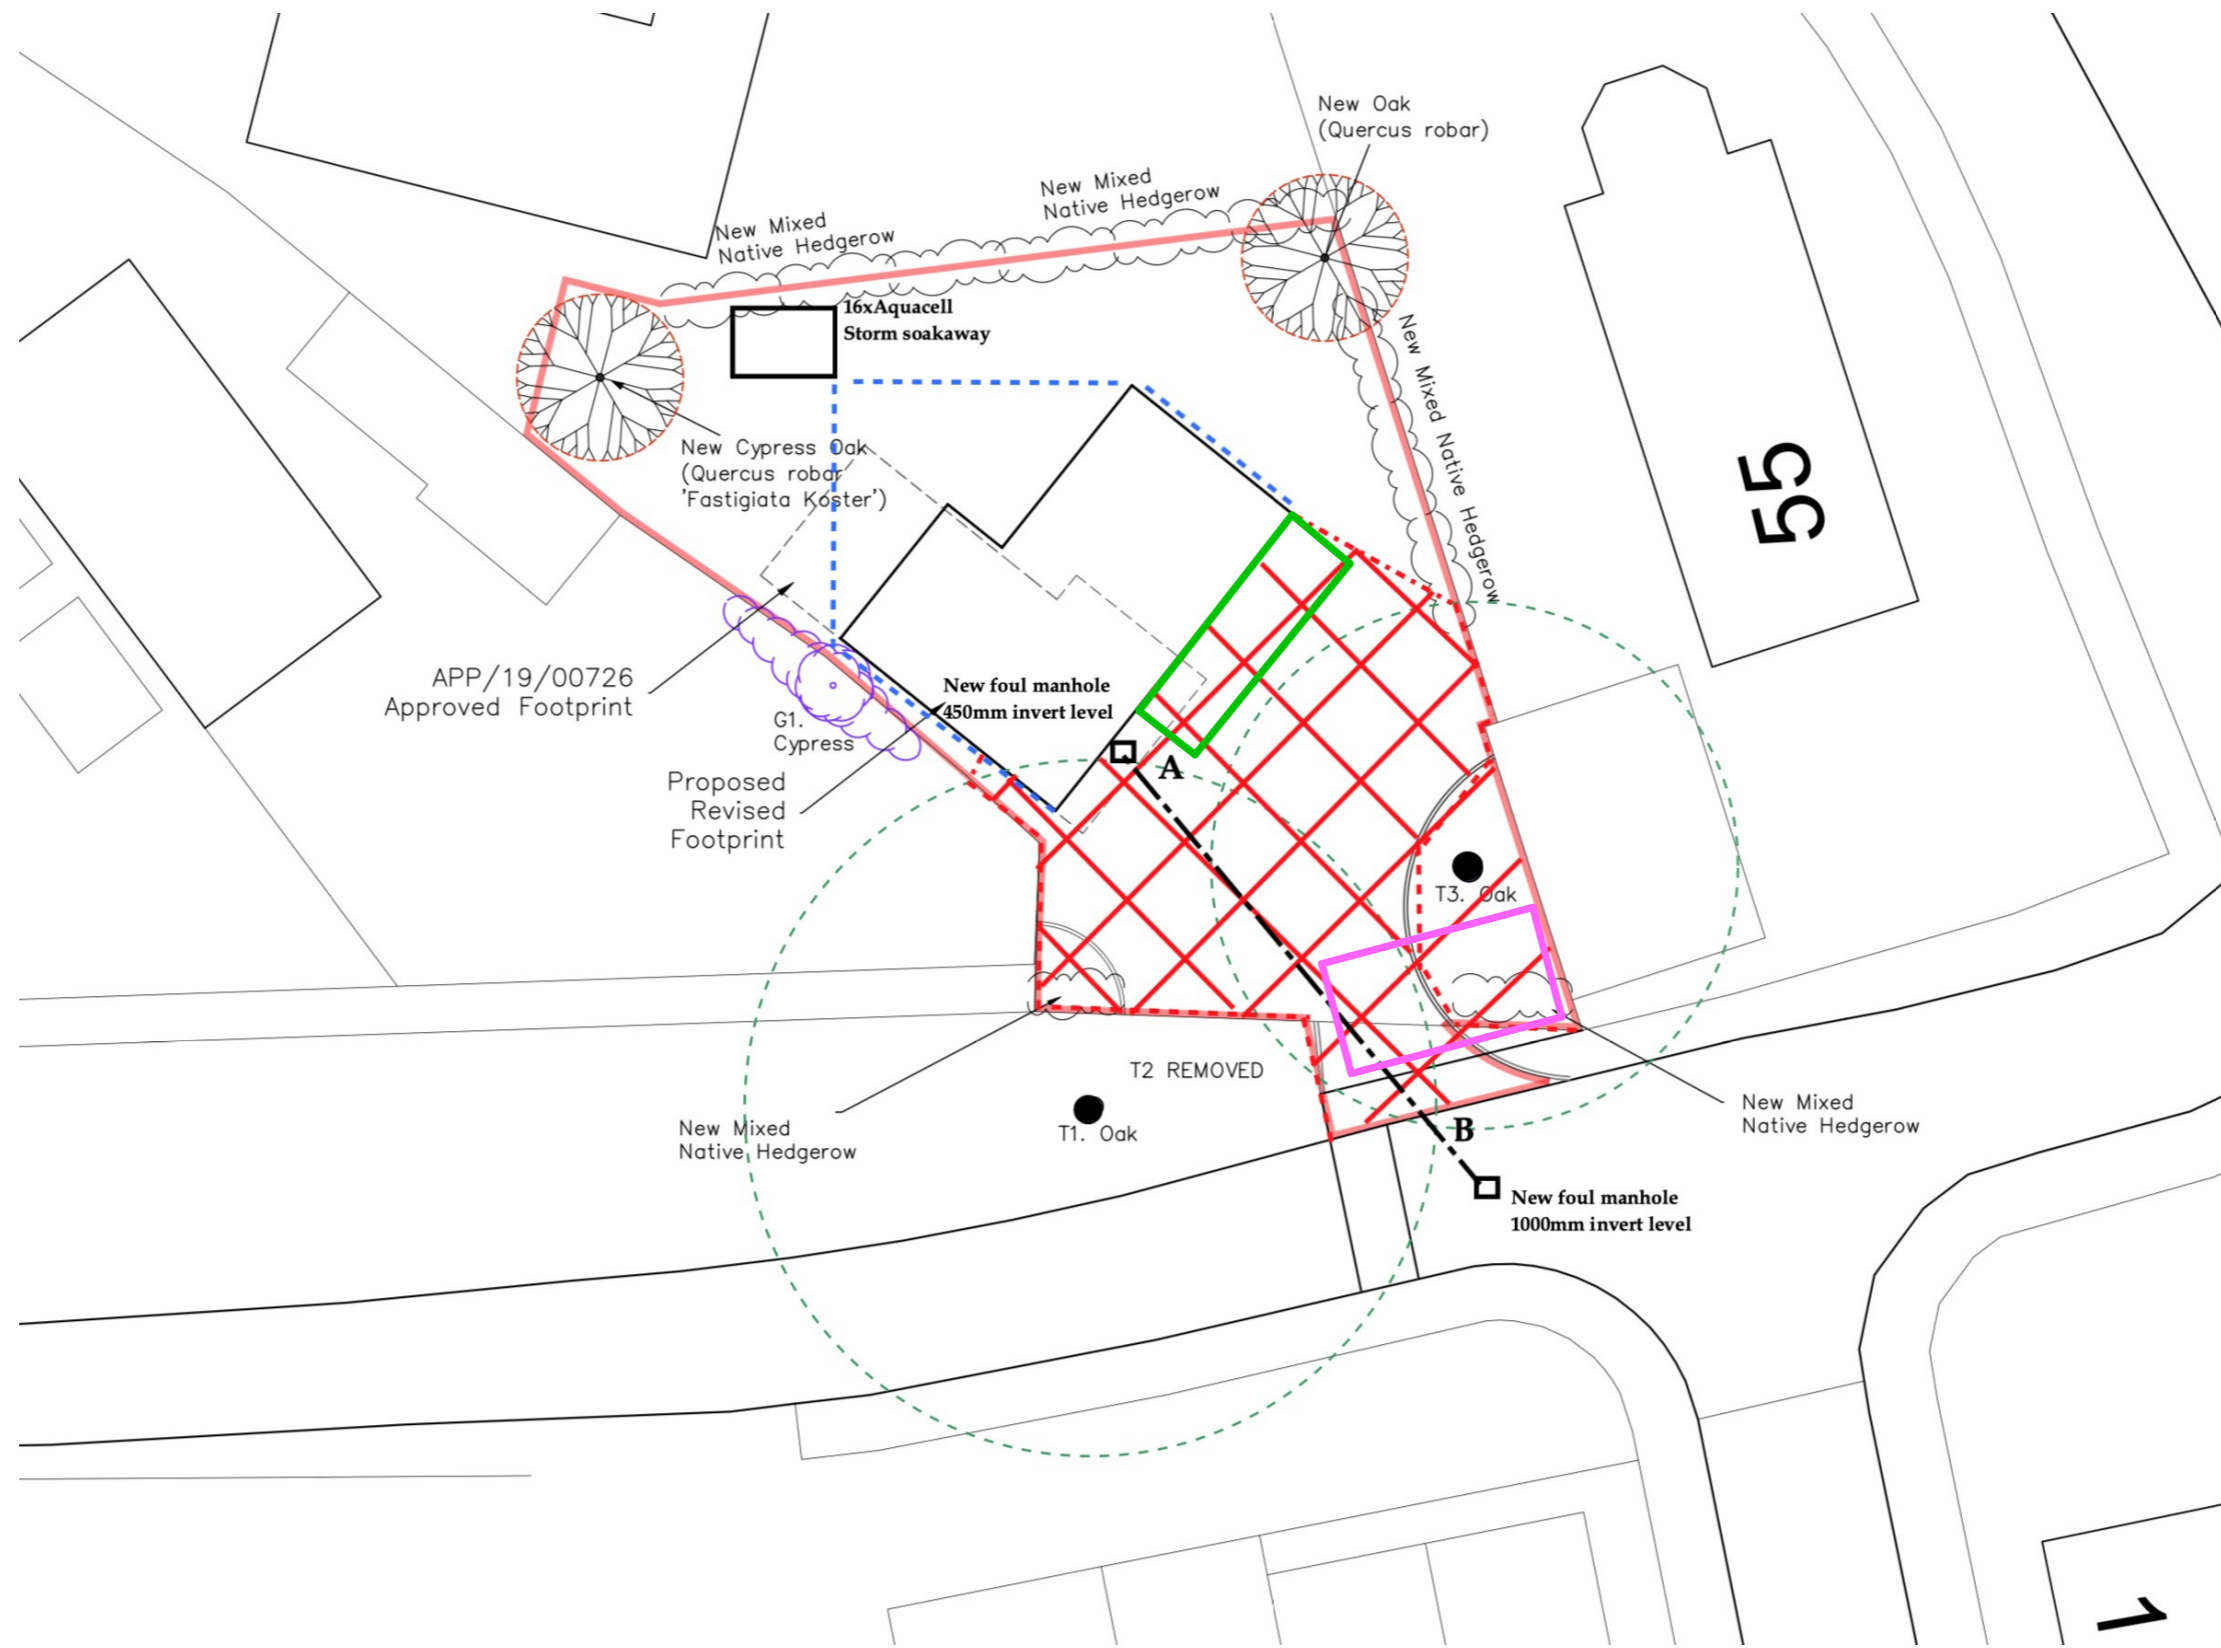 New Oak
(Quercus robar)
New Mixed
Native Hedgerow
New Mixed
Native Hedgerow
16xAquacell
Storm soakaway
New Mixed Native Hedgerow
New Cypress Oak
(Quercus robar
'Fastigiata Koster')
55
APP/19/00726
Approved Footprint
New foul manhole
450mm invert level
G1.
Cypress
A
Proposed
Revised
Footprint
T3. Oak
T2 REMOVED
T1. Oak
New Mixed
Native Hedgerow
B
New Mixed
Native Hedgerow
New foul manhole
1000mm invert level
1